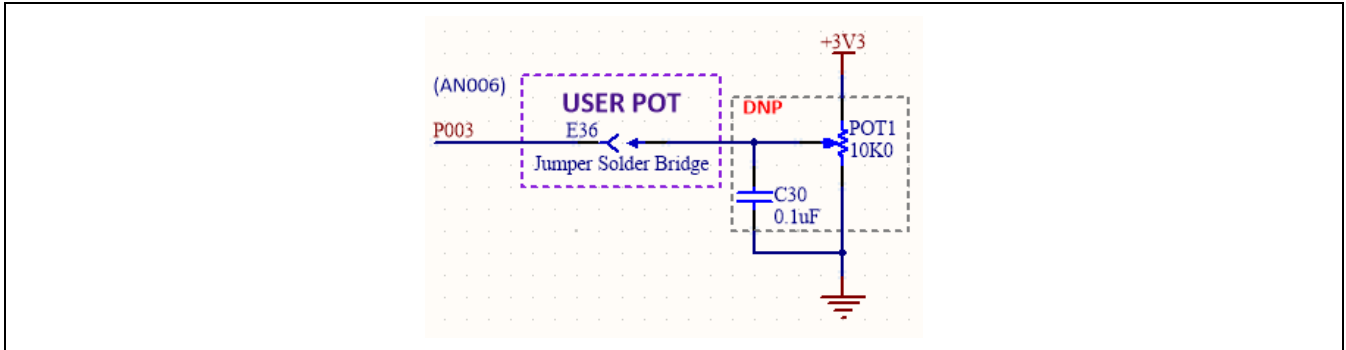 +3V3
(AN006)
USER POT
DNP
P003
E36
POT1
10K0
Jumper Solder Bridge
C30
0.1uF